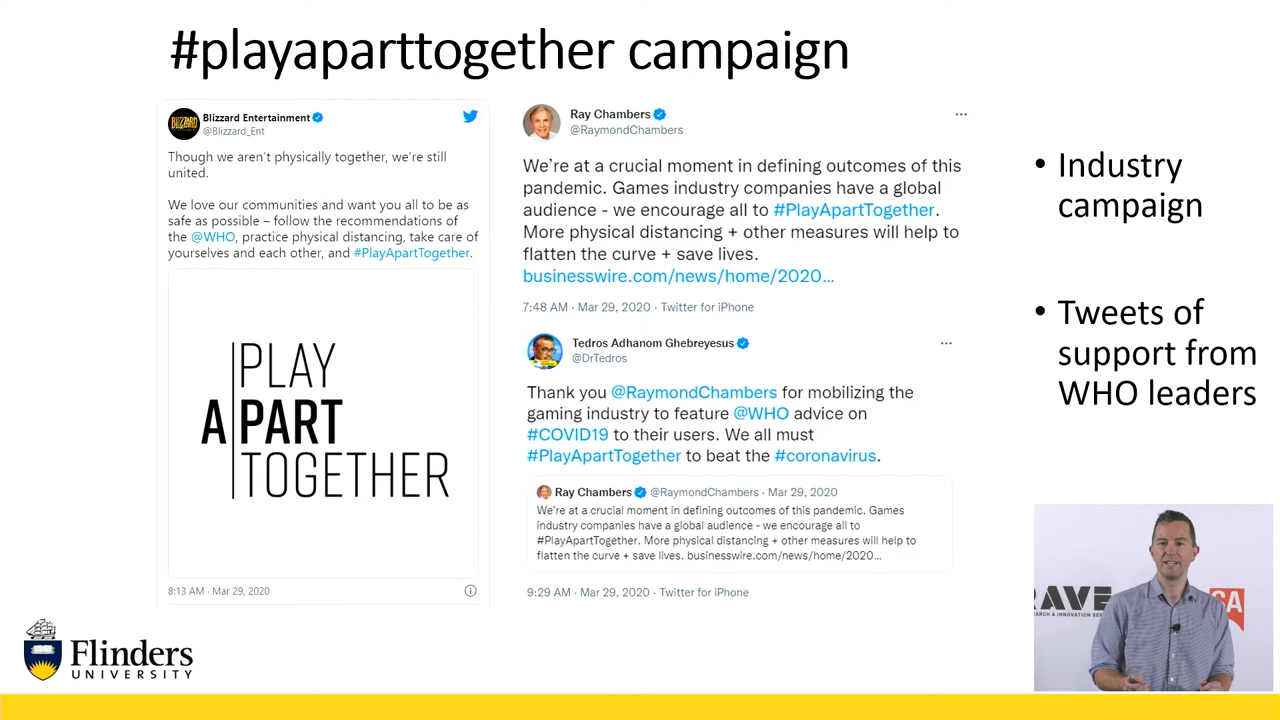 #playaparttogether campaign
Blizzard Entertainment
@Blizzard_Ent
Though we aren't physically together, we're still
united.
We love our communities and want you all to be as
safe as possible – follow the recommendations of
the @WHO, practice physical distancing, take care of
yourselves and each other, and #PlayApartTogether.
PLAY
A PART
TOGETHER
8:13 AM · Mar 29, 2020
Ray Chambers
@RaymondChambers
We're at a crucial moment in defining outcomes of this
pandemic. Games industry companies have a global
audience - we encourage all to #PlayApartTogether.
More physical distancing + other measures will help to
flatten the curve + save lives.
businesswire.com/news/home/2020...
7:48 AM · Mar 29, 2020 · Twitter for iPhone
Tedros Adhanom Ghebreyesus
@DrTedros
Thank you @RaymondChambers for mobilizing the
gaming industry to feature @WHO advice on
#COVID19 to their users. We all must
#PlayApartTogether to beat the #coronavirus.
Ray Chambers @RaymondChambers · Mar 29, 2020
We're at a crucial moment in defining outcomes of this pandemic. Games
industry companies have a global audience - we encourage all to
#PlayApartTogether. More physical distancing + other measures will help to
flatten the curve + save lives. businesswire.com/news/home/2020...
9:29 AM · Mar 29, 2020 · Twitter for iPhone
• Industry
campaign
• Tweets of
support from
WHO leaders
Flinders
UNIVERSITY